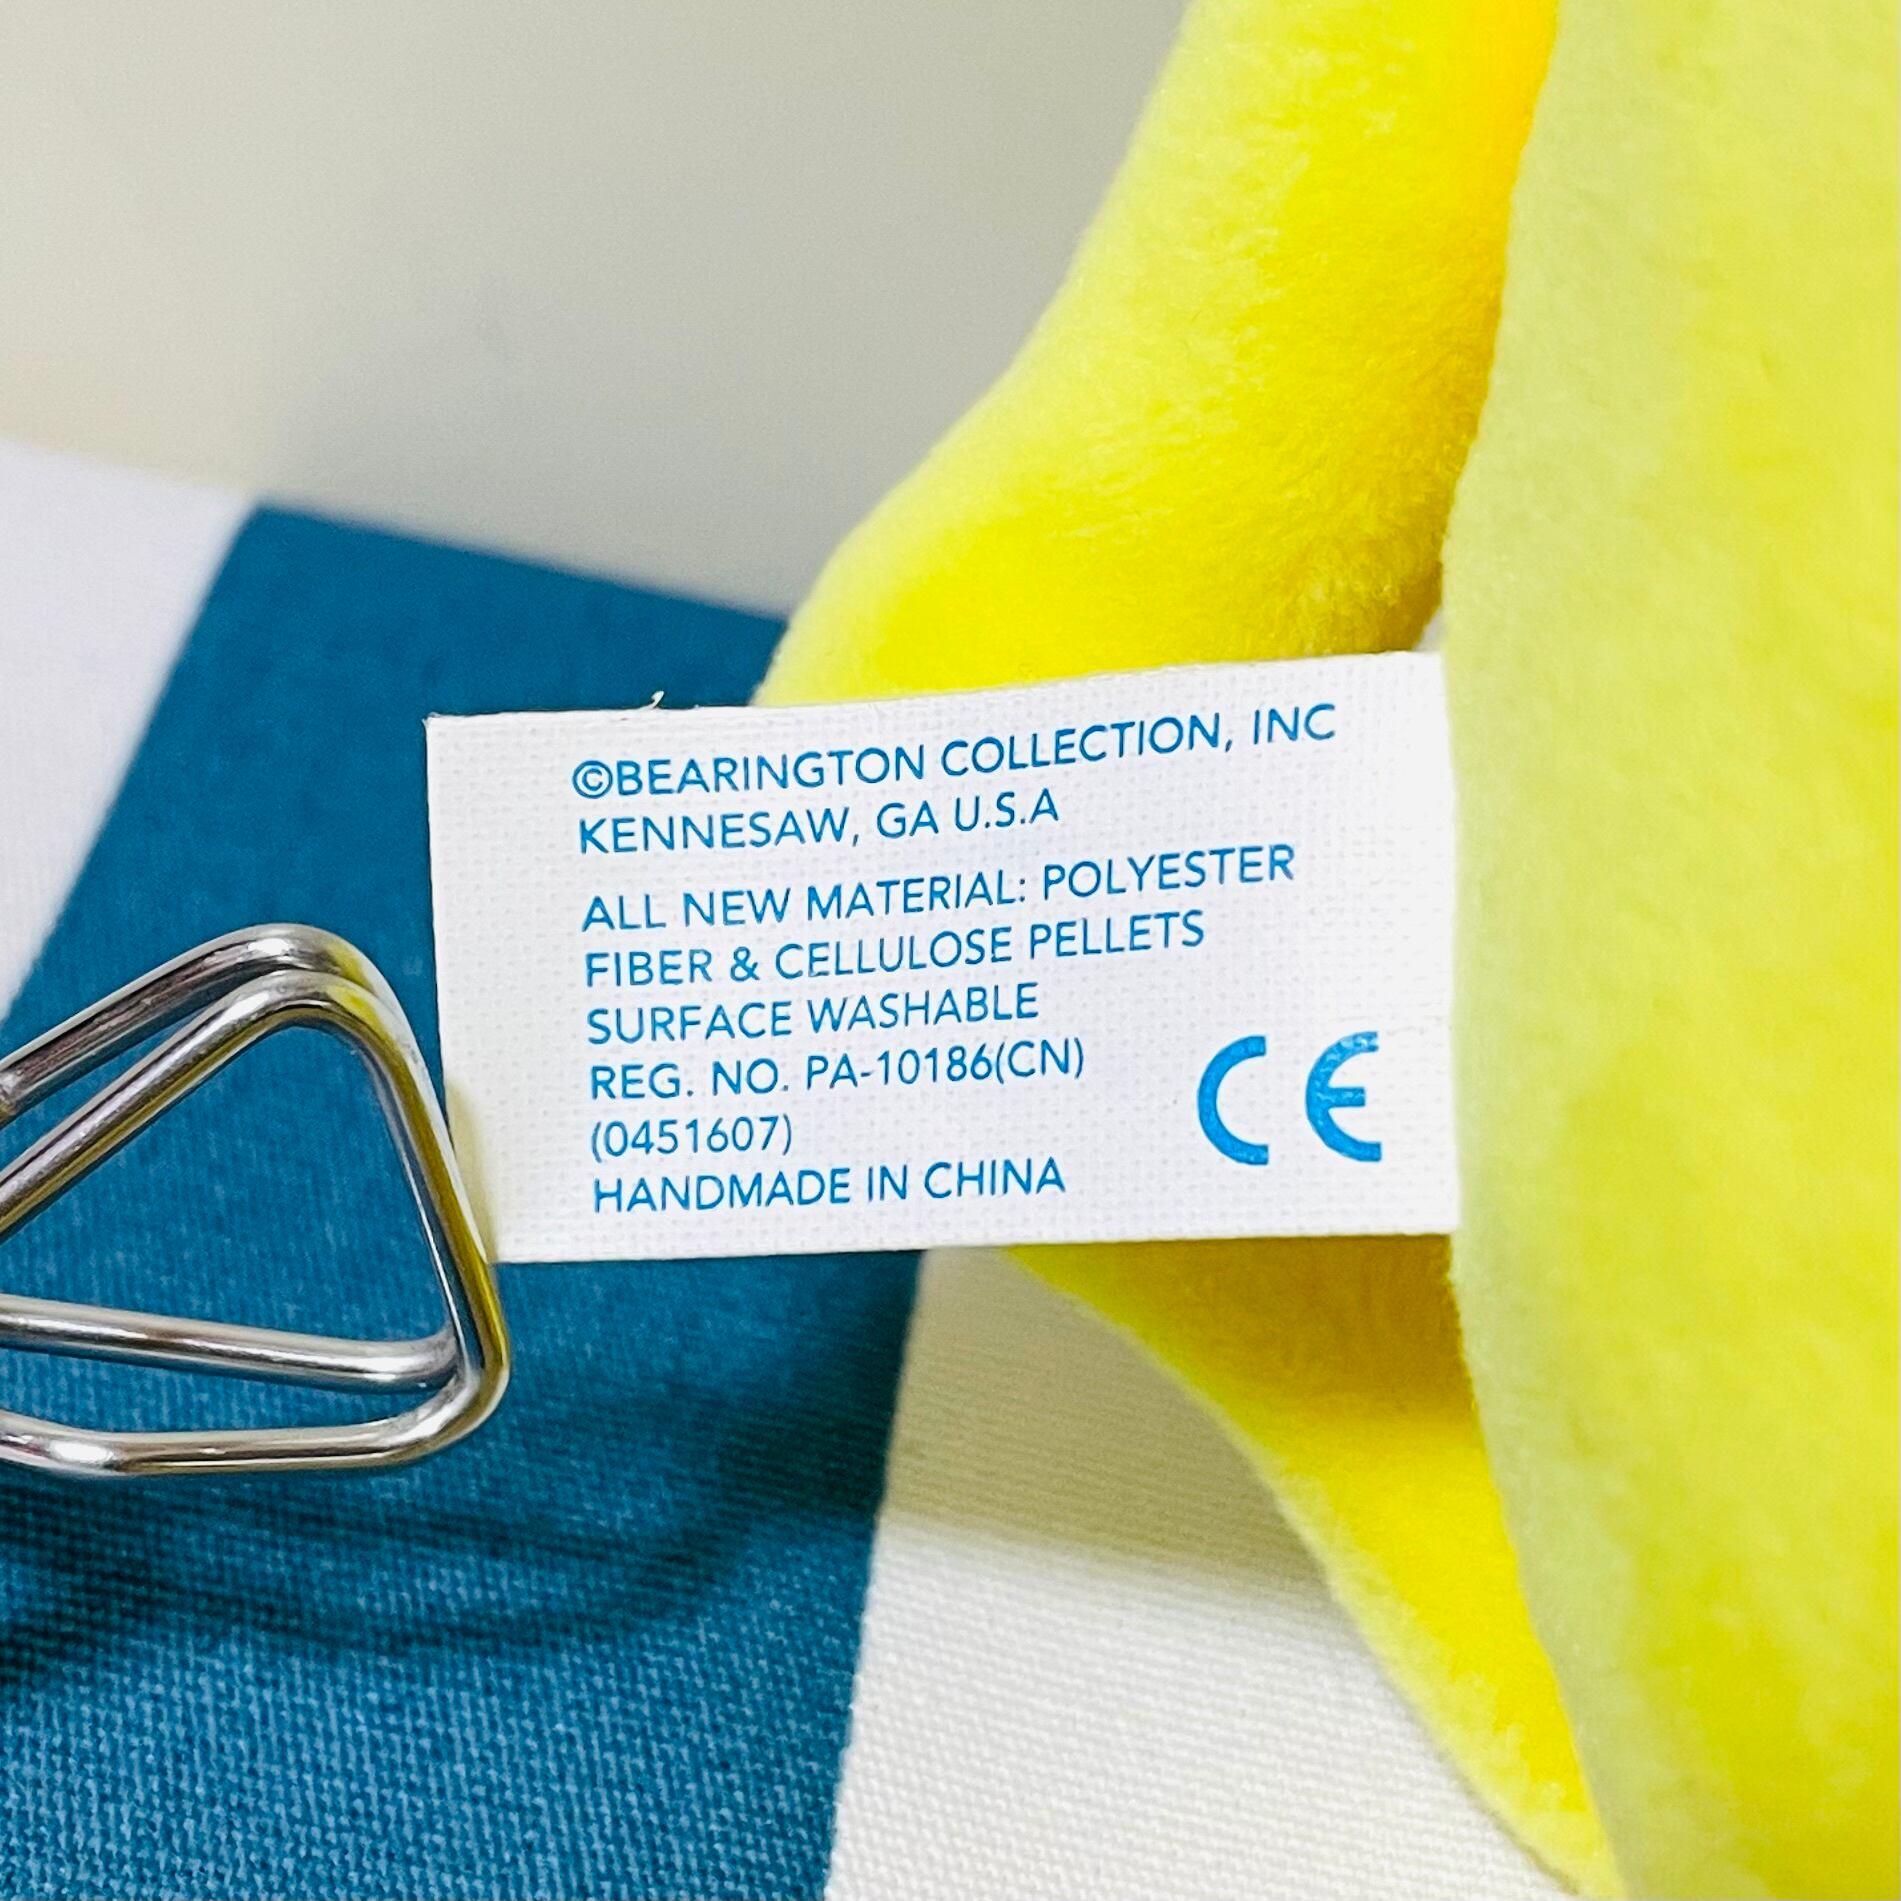 ©BEARINGTON COLLECTION, INC
KENNESAW, GA U.S.A
ALL NEW MATERIAL: POLYESTER
FIBER & CELLULOSE PELLETS
SURFACE WASHABLE
REG. NO. PA-10186(CN)
(0451607)
HANDMADE IN CHINA
CE